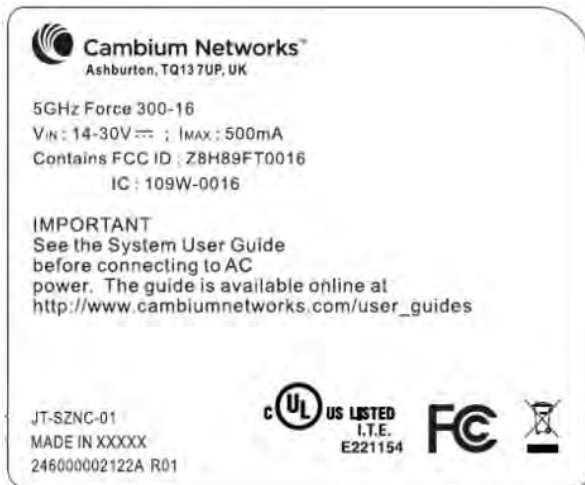 Cambium Networks™
Ashburton, TQ13 7UP, UK
5GHz Force 300-16
VIN : 14-30V⎓ ; IMAX : 500mA
Contains FCC ID : Z8H89FT0016
IC : 109W-0016
IMPORTANT
See the System User Guide
before connecting to AC
power. The guide is available online at
http://www.cambiumnetworks.com/user_guides
JT-SZNC-01
MADE IN XXXXX
246000002122A R01
C UL US LISTED
I.T.E.
E221154
FC